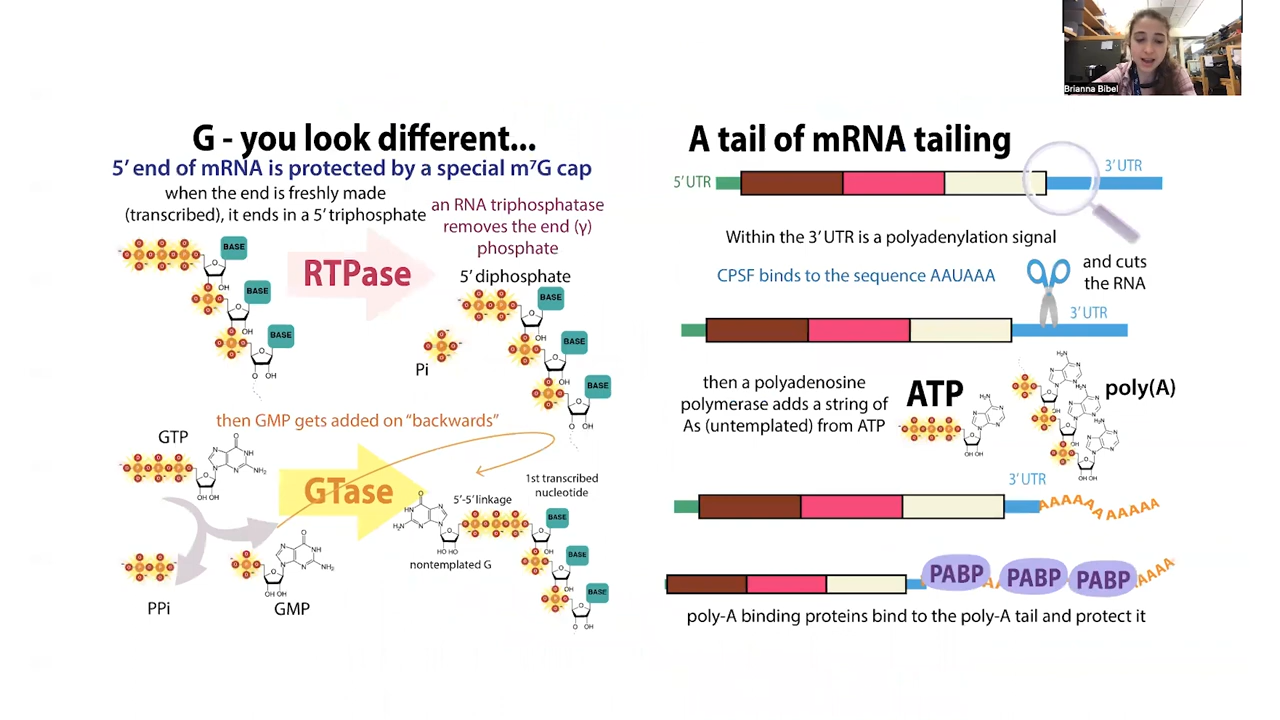 Brianna Bibel
G - you look different...
5' end of mRNA is protected by a special m⁷G cap
when the end is freshly made
(transcribed), it ends in a 5' triphosphate
an RNA triphosphatase
removes the end (γ)
phosphate
RTPase
5' diphosphate
BASE
BASE
BASE
BASE
BASE
BASE
Pi
then GMP gets added on "backwards"
GTP
GTase
1st transcribed
nucleotide
5'-5' linkage
BASE
BASE
BASE
nontemplated G
PPi
GMP
A tail of mRNA tailing
5' UTR
3' UTR
Within the 3' UTR is a polyadenylation signal
CPSF binds to the sequence AAUAAA
and cuts
the RNA
3' UTR
then a polyadenosine
polymerase adds a string of
As (untemplated) from ATP
ATP
poly(A)
3' UTR
AAAAAA AAAAA
PABP
PABP
PABP
AAAA
poly-A binding proteins bind to the poly-A tail and protect it